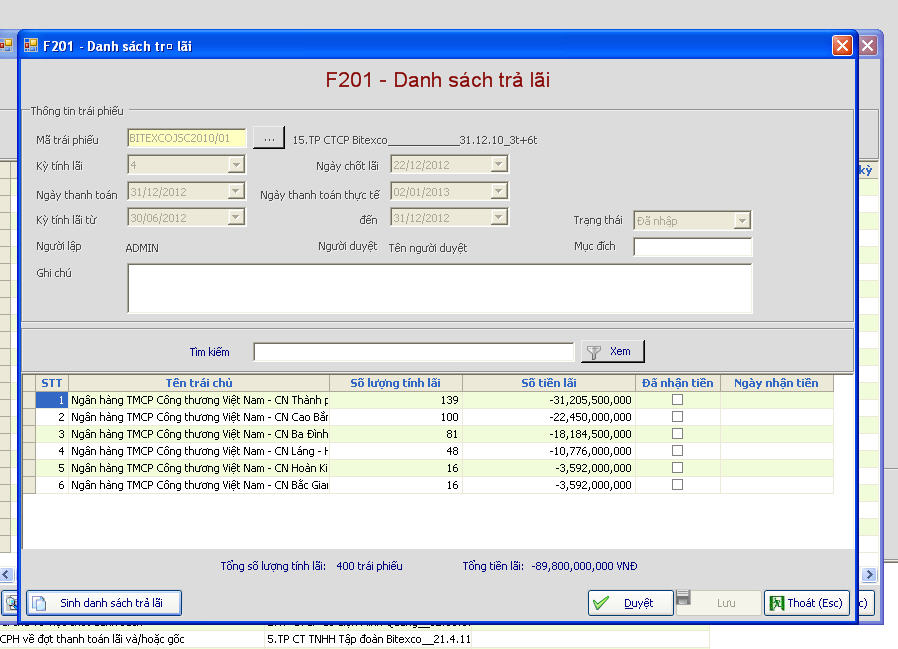 F201 - Danh sách tr¤ lãi
F201 - Danh sách trả lãi
Thông tin trái phiếu
Mã trái phiếu BITEXCOJSC2010/01 ... 15.TP CTCP Bitexco____________31.12.10_3t+6t
Kỳ tính lãi 4 Ngày chốt lãi 22/12/2012
Ngày thanh toán 31/12/2012 Ngày thanh toán thực tế 02/01/2013
Kỳ tính lãi từ 30/06/2012 đến 31/12/2012 Trạng thái Đã nhập
Người lập ADMIN Người duyệt Tên người duyệt Mục đích
Ghi chú
kỳ
Tìm kiếm Xem
STT Tên trái chủ Số lượng tính lãi Số tiền lãi Đã nhận tiền Ngày nhận tiền
1 Ngân hàng TMCP Công thương Việt Nam - CN Thành p 139 -31,205,500,000
2 Ngân hàng TMCP Công thương Việt Nam - CN Cao Bằn 100 -22,450,000,000
3 Ngân hàng TMCP Công thương Việt Nam - CN Ba Đình 81 -18,184,500,000
4 Ngân hàng TMCP Công thương Việt Nam - CN Láng - H 48 -10,776,000,000
5 Ngân hàng TMCP Công thương Việt Nam - CN Hoàn Ki 16 -3,592,000,000
6 Ngân hàng TMCP Công thương Việt Nam - CN Bắc Gian 16 -3,592,000,000
Tổng số lượng tính lãi: 400 trái phiếu Tổng tiền lãi: -89,800,000,000 VNĐ
Sinh danh sách trả lãi Duyệt Lưu Thoát (Esc) c)
CPH về đợt thanh toán lãi và/hoặc gốc 5.TP CT TNHH Tập đoàn Bitexco__21.4.11